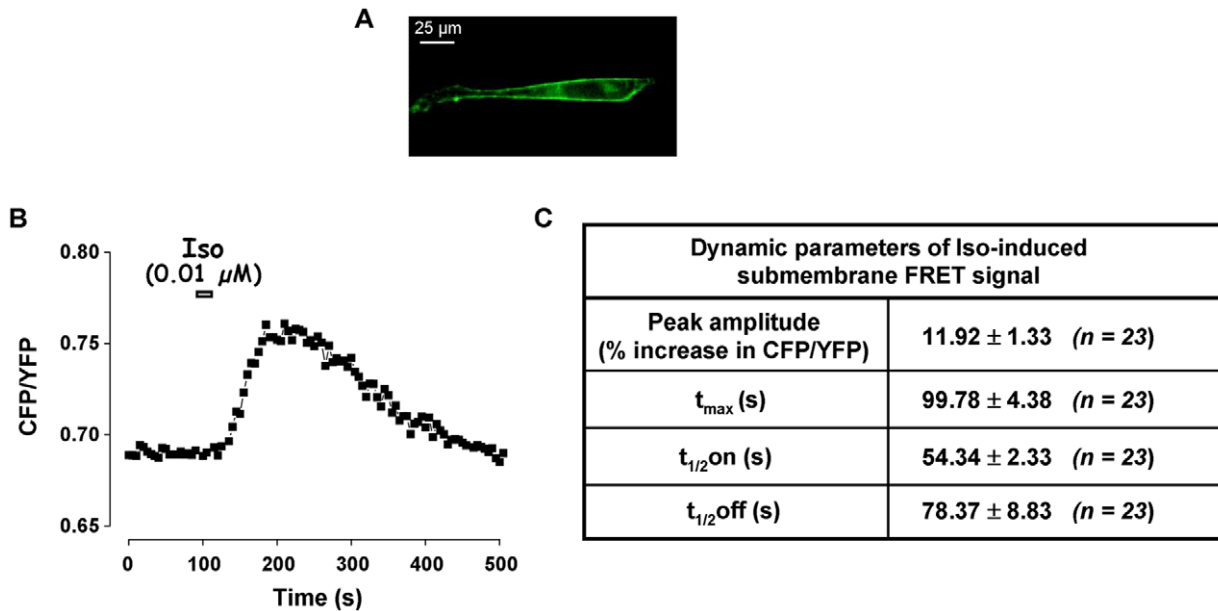 A
25 µm
B
Iso
(0.01 µM)
0.80
0.75
0.70
0.65
CFP/YFP
0 100 200 300 400 500
Time (s)
C
Dynamic parameters of Iso-induced
submembrane FRET signal
Peak amplitude
(% increase in CFP/YFP)
11.92 ± 1.33 (n = 23)
tmax (s)
99.78 ± 4.38 (n = 23)
t1/2on (s)
54.34 ± 2.33 (n = 23)
t1/2off (s)
78.37 ± 8.83 (n = 23)